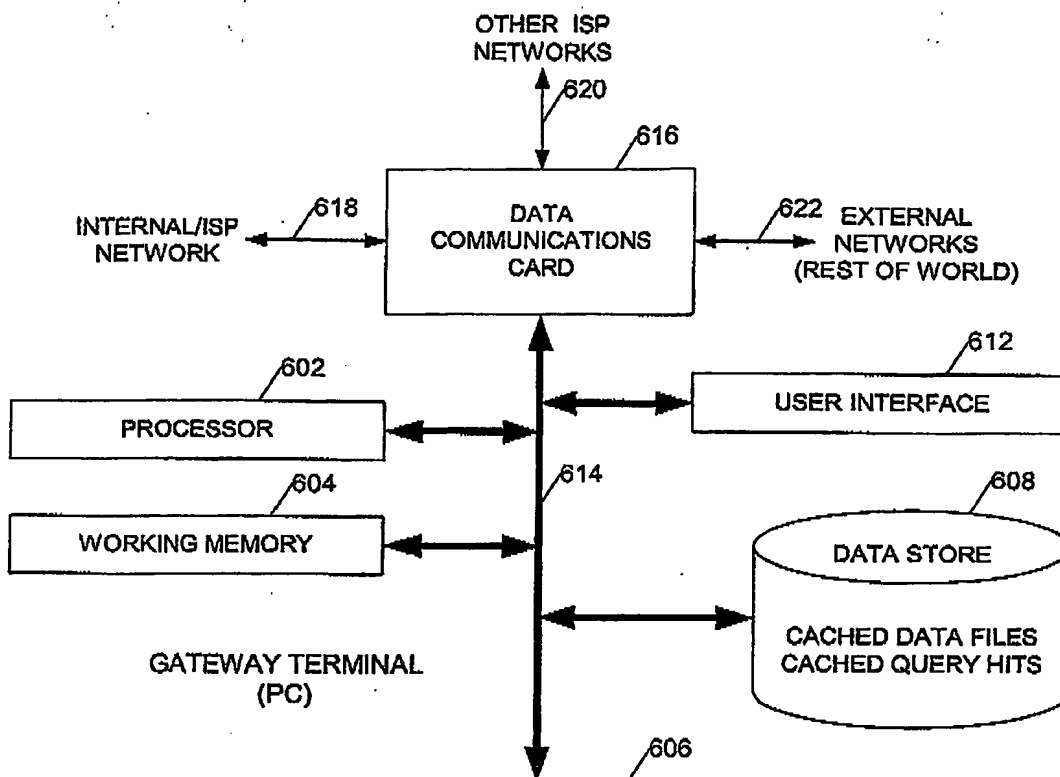 OTHER ISP
NETWORKS
620
616
INTERNAL/ISP
NETWORK
618
DATA
COMMUNICATIONS
CARD
622
EXTERNAL
NETWORKS
(REST OF WORLD)
602
612
PROCESSOR
USER INTERFACE
604
614
608
WORKING MEMORY
DATA STORE
CACHED DATA FILES
CACHED QUERY HITS
GATEWAY TERMINAL
(PC)
606